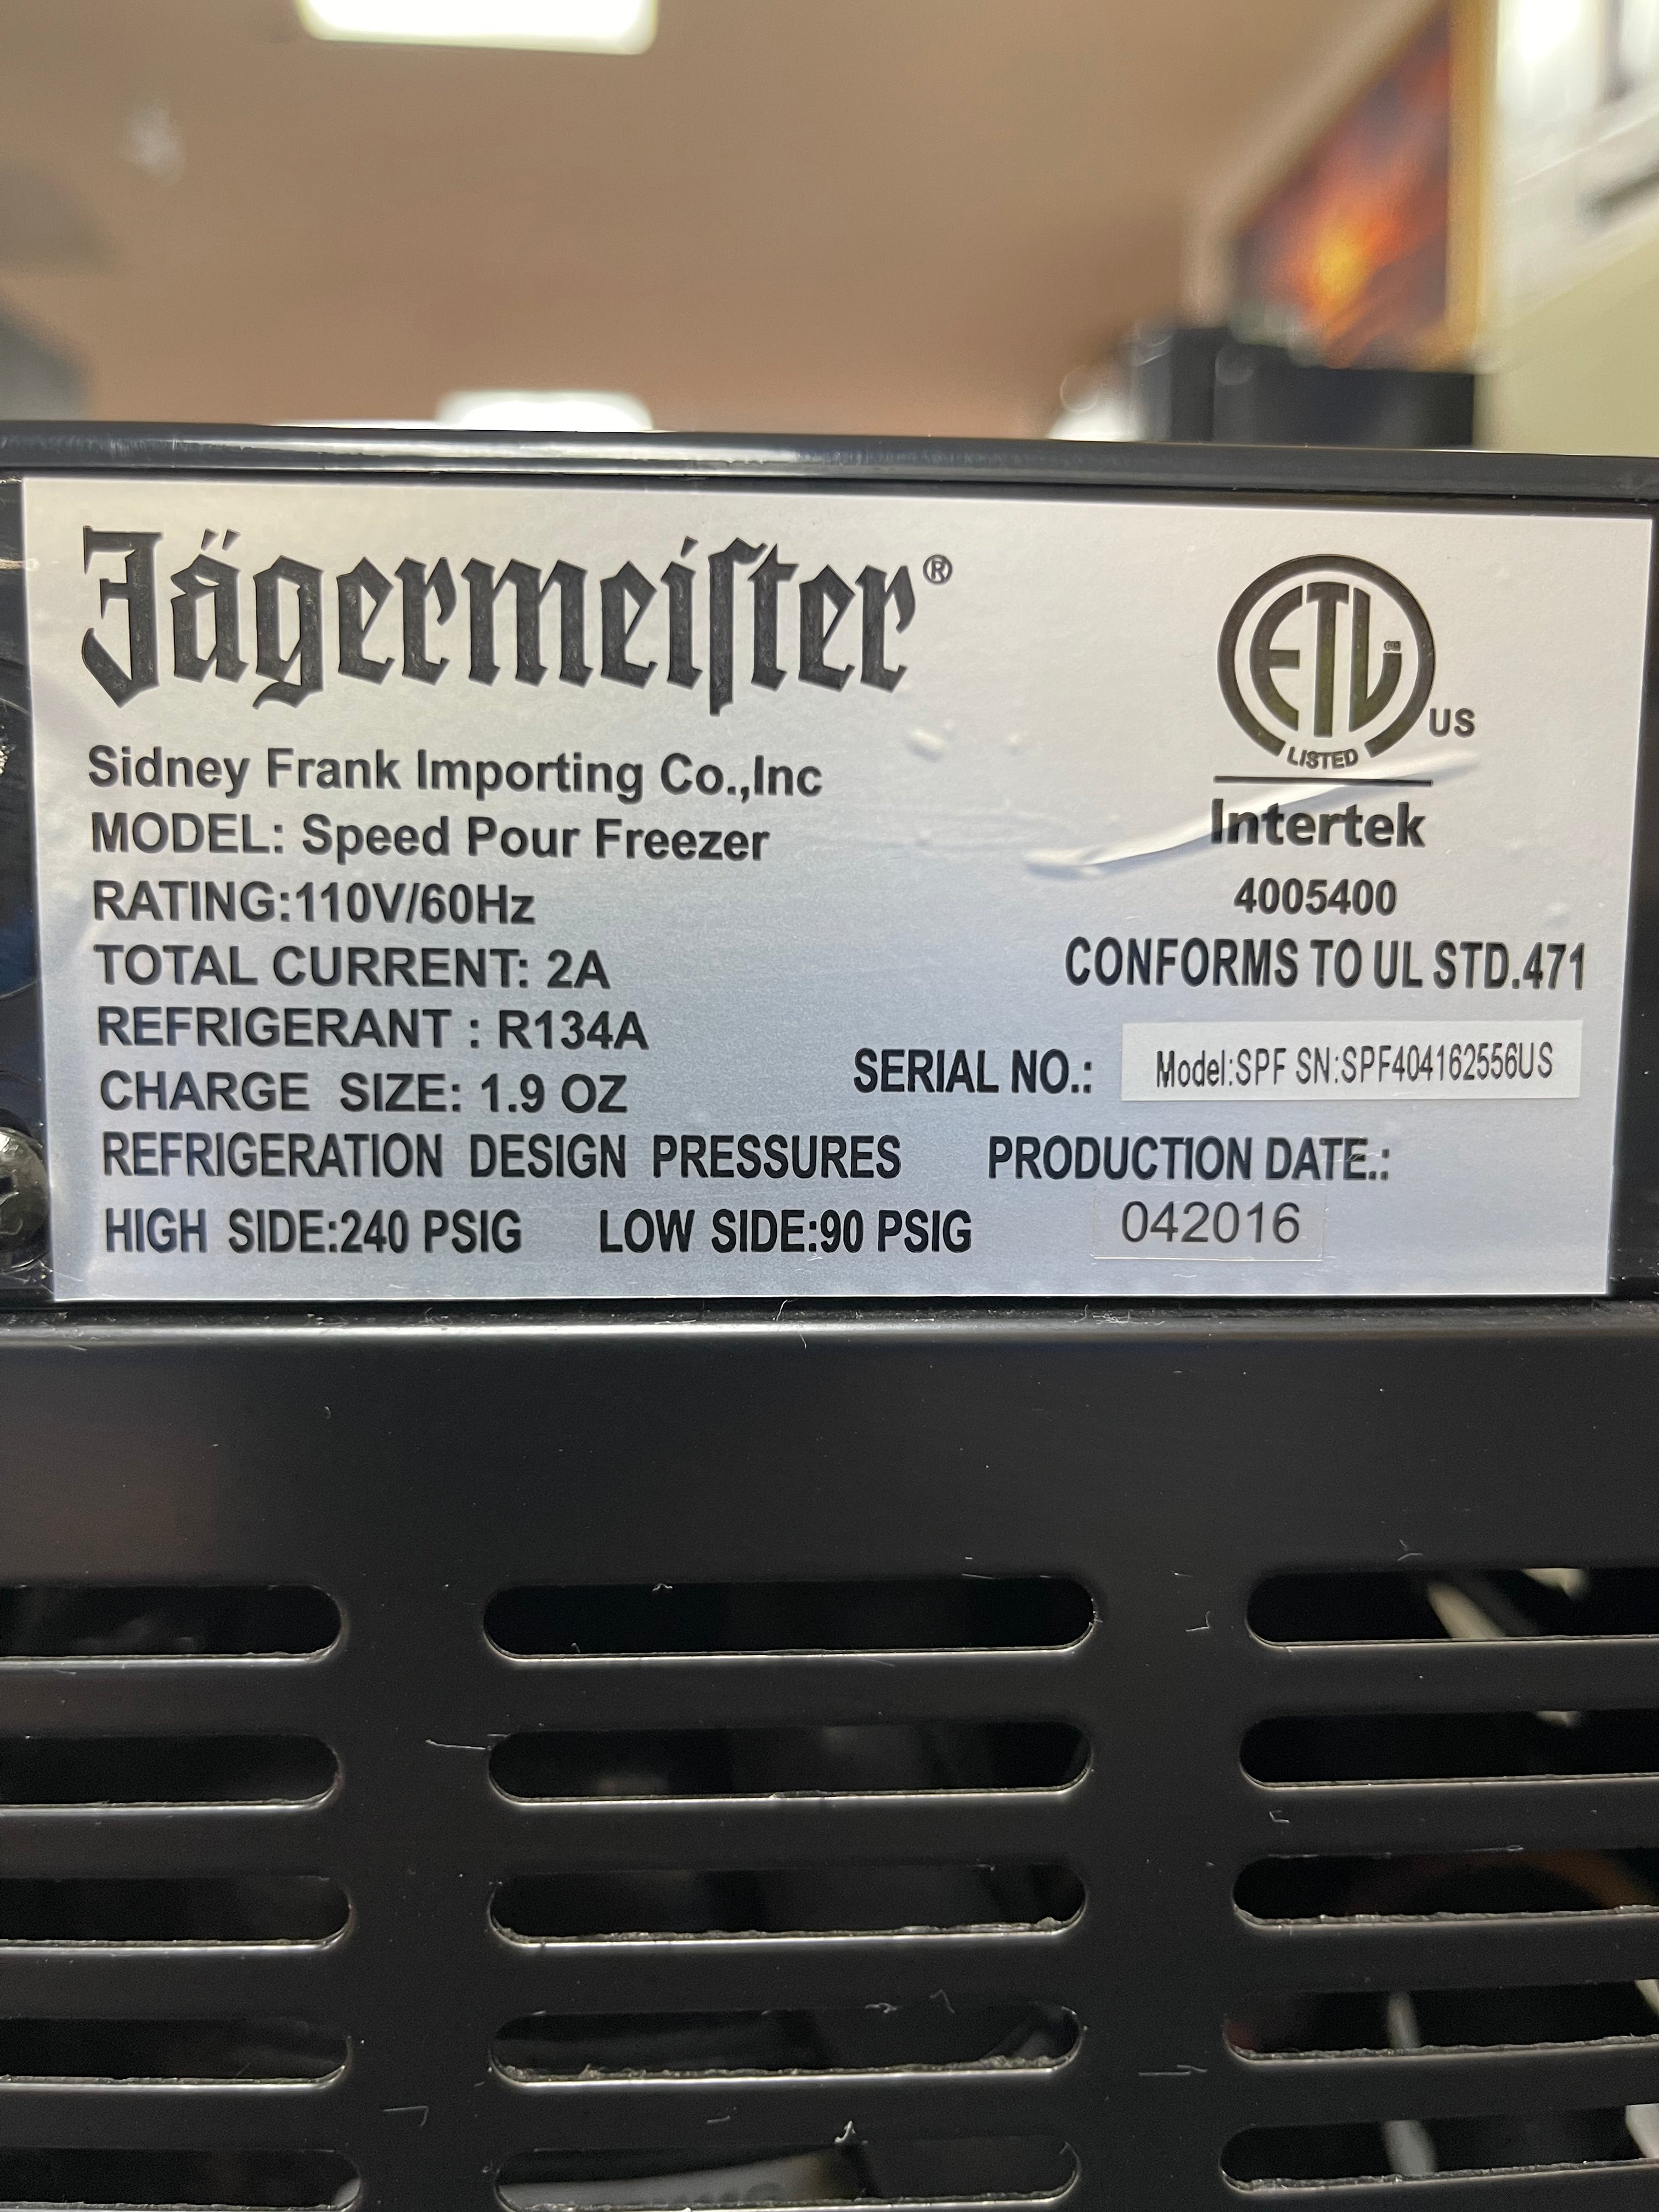 Jägermeiſter®
Sidney Frank Importing Co.,Inc
MODEL: Speed Pour Freezer
RATING:110V/60Hz
TOTAL CURRENT: 2A
REFRIGERANT : R134A
CHARGE SIZE: 1.9 OZ
REFRIGERATION DESIGN PRESSURES
HIGH SIDE:240 PSIG LOW SIDE:90 PSIG
ETL CM
LISTED
US
Intertek
4005400
CONFORMS TO UL STD.471
SERIAL NO.: Model:SPF SN:SPF404162556US
PRODUCTION DATE.:
042016